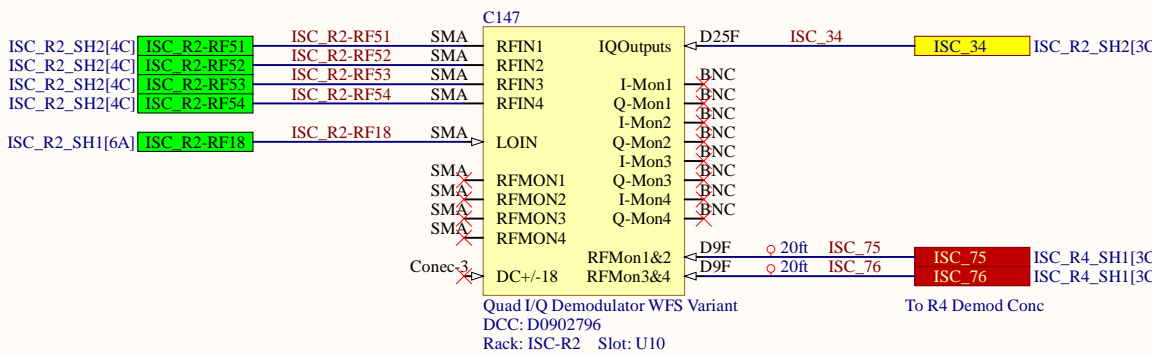 C147
ISC_R2_SH2[4C] ISC_R2-RF51 ISC_R2-RF51 SMA RFIN1 IQOutputs D25F ISC_34 ISC_34 ISC_R2_SH2[3C
ISC_R2_SH2[4C] ISC_R2-RF52 ISC_R2-RF52 SMA RFIN2
ISC_R2_SH2[4C] ISC_R2-RF53 ISC_R2-RF53 SMA RFIN3 I-Mon1 BNC
ISC_R2_SH2[4C] ISC_R2-RF54 ISC_R2-RF54 SMA RFIN4 Q-Mon1 BNC
I-Mon2 BNC
ISC_R2_SH1[6A] ISC_R2-RF18 ISC_R2-RF18 SMA LOIN Q-Mon2 BNC
I-Mon3 BNC
SMA RFMON1 Q-Mon3 BNC
SMA RFMON2 I-Mon4 BNC
SMA RFMON3 Q-Mon4 BNC
SMA RFMON4
RFMon1&2 D9F 20ft ISC_75 ISC_75 ISC_R4_SH1[3C
Conec-3 DC+/-18 RFMon3&4 D9F 20ft ISC_76 ISC_76 ISC_R4_SH1[3C
Quad I/Q Demodulator WFS Variant To R4 Demod Conc
DCC: D0902796
Rack: ISC-R2 Slot: U10